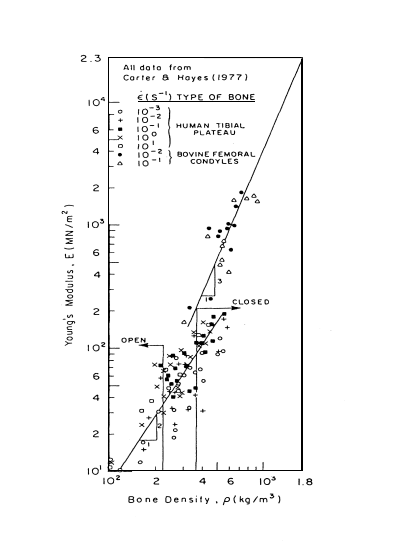 2.3
All data from
Carter & Hayes (1977)
ε̇(S⁻¹) TYPE OF BONE
10⁻³
10⁻²
10⁻¹ HUMAN TIBIAL
10⁰ PLATEAU
10¹
10⁻² BOVINE FEMORAL
10⁻¹ CONDYLES
10⁴
6
4
2
10³
6
4
2
10²
8
6
4
2
10¹
Young's Modulus, E (MN/m²)
3
1
CLOSED
OPEN
2
1
10² 2 4 6 10³ 1.8
Bone Density, ρ(kg/m³)